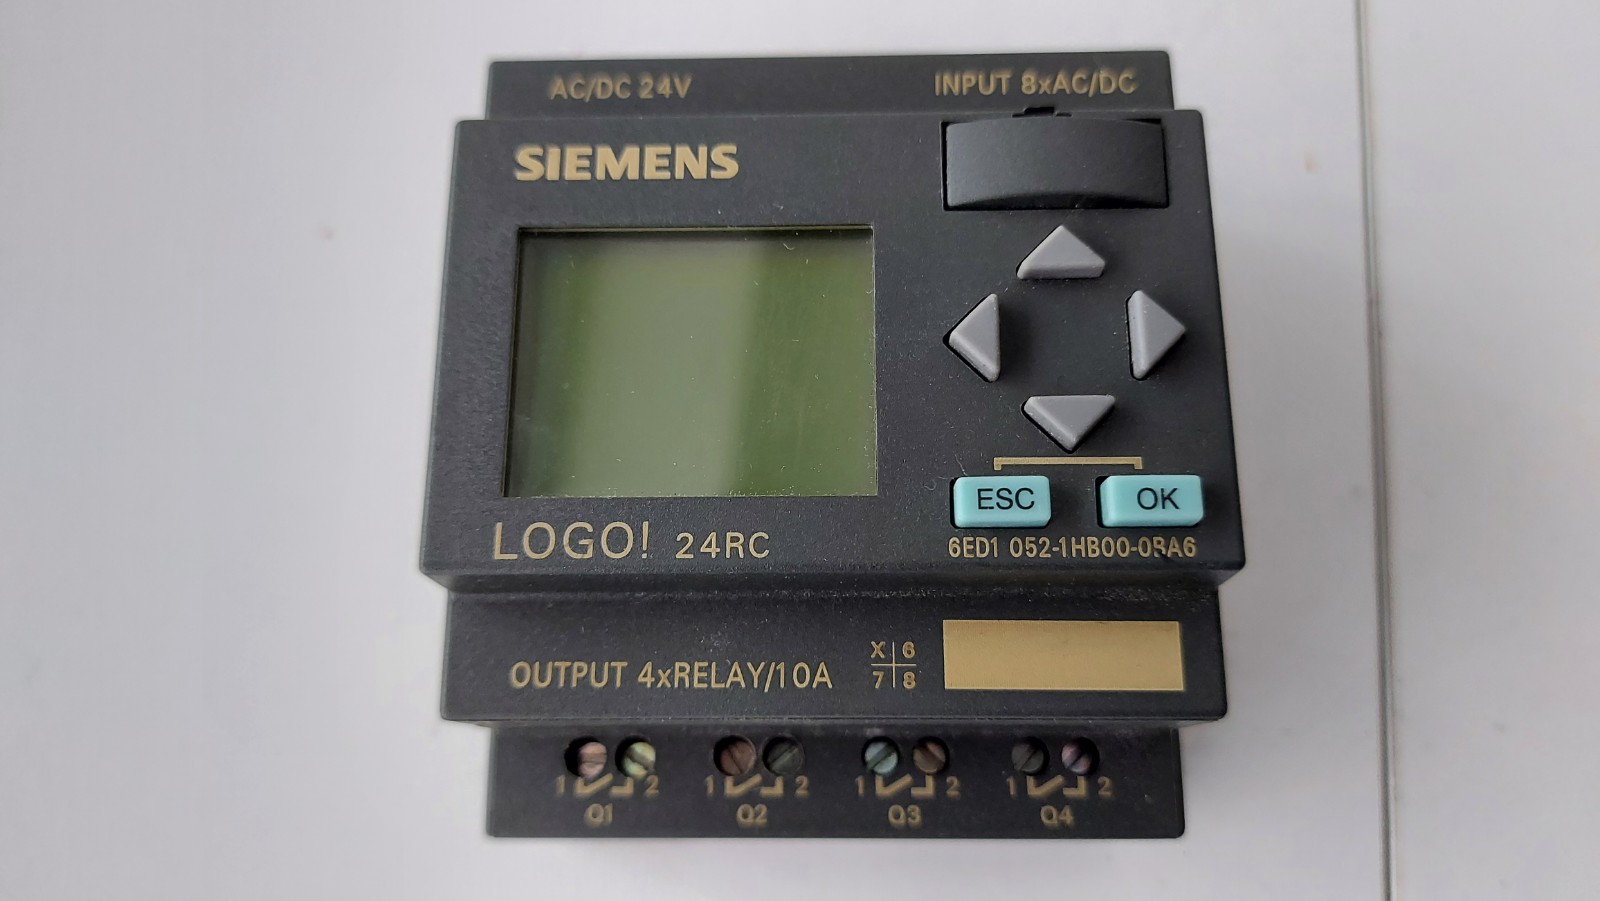 AC/DC 24V
INPUT 8xAC/DC
SIEMENS
ESC
OK
LOGO! 24RC
6ED1 052-1HB00-0BA6
OUTPUT 4xRELAY/10A
X 6
7 8
1 2 1 2 1 2 1 2
Q1 Q2 Q3 Q4